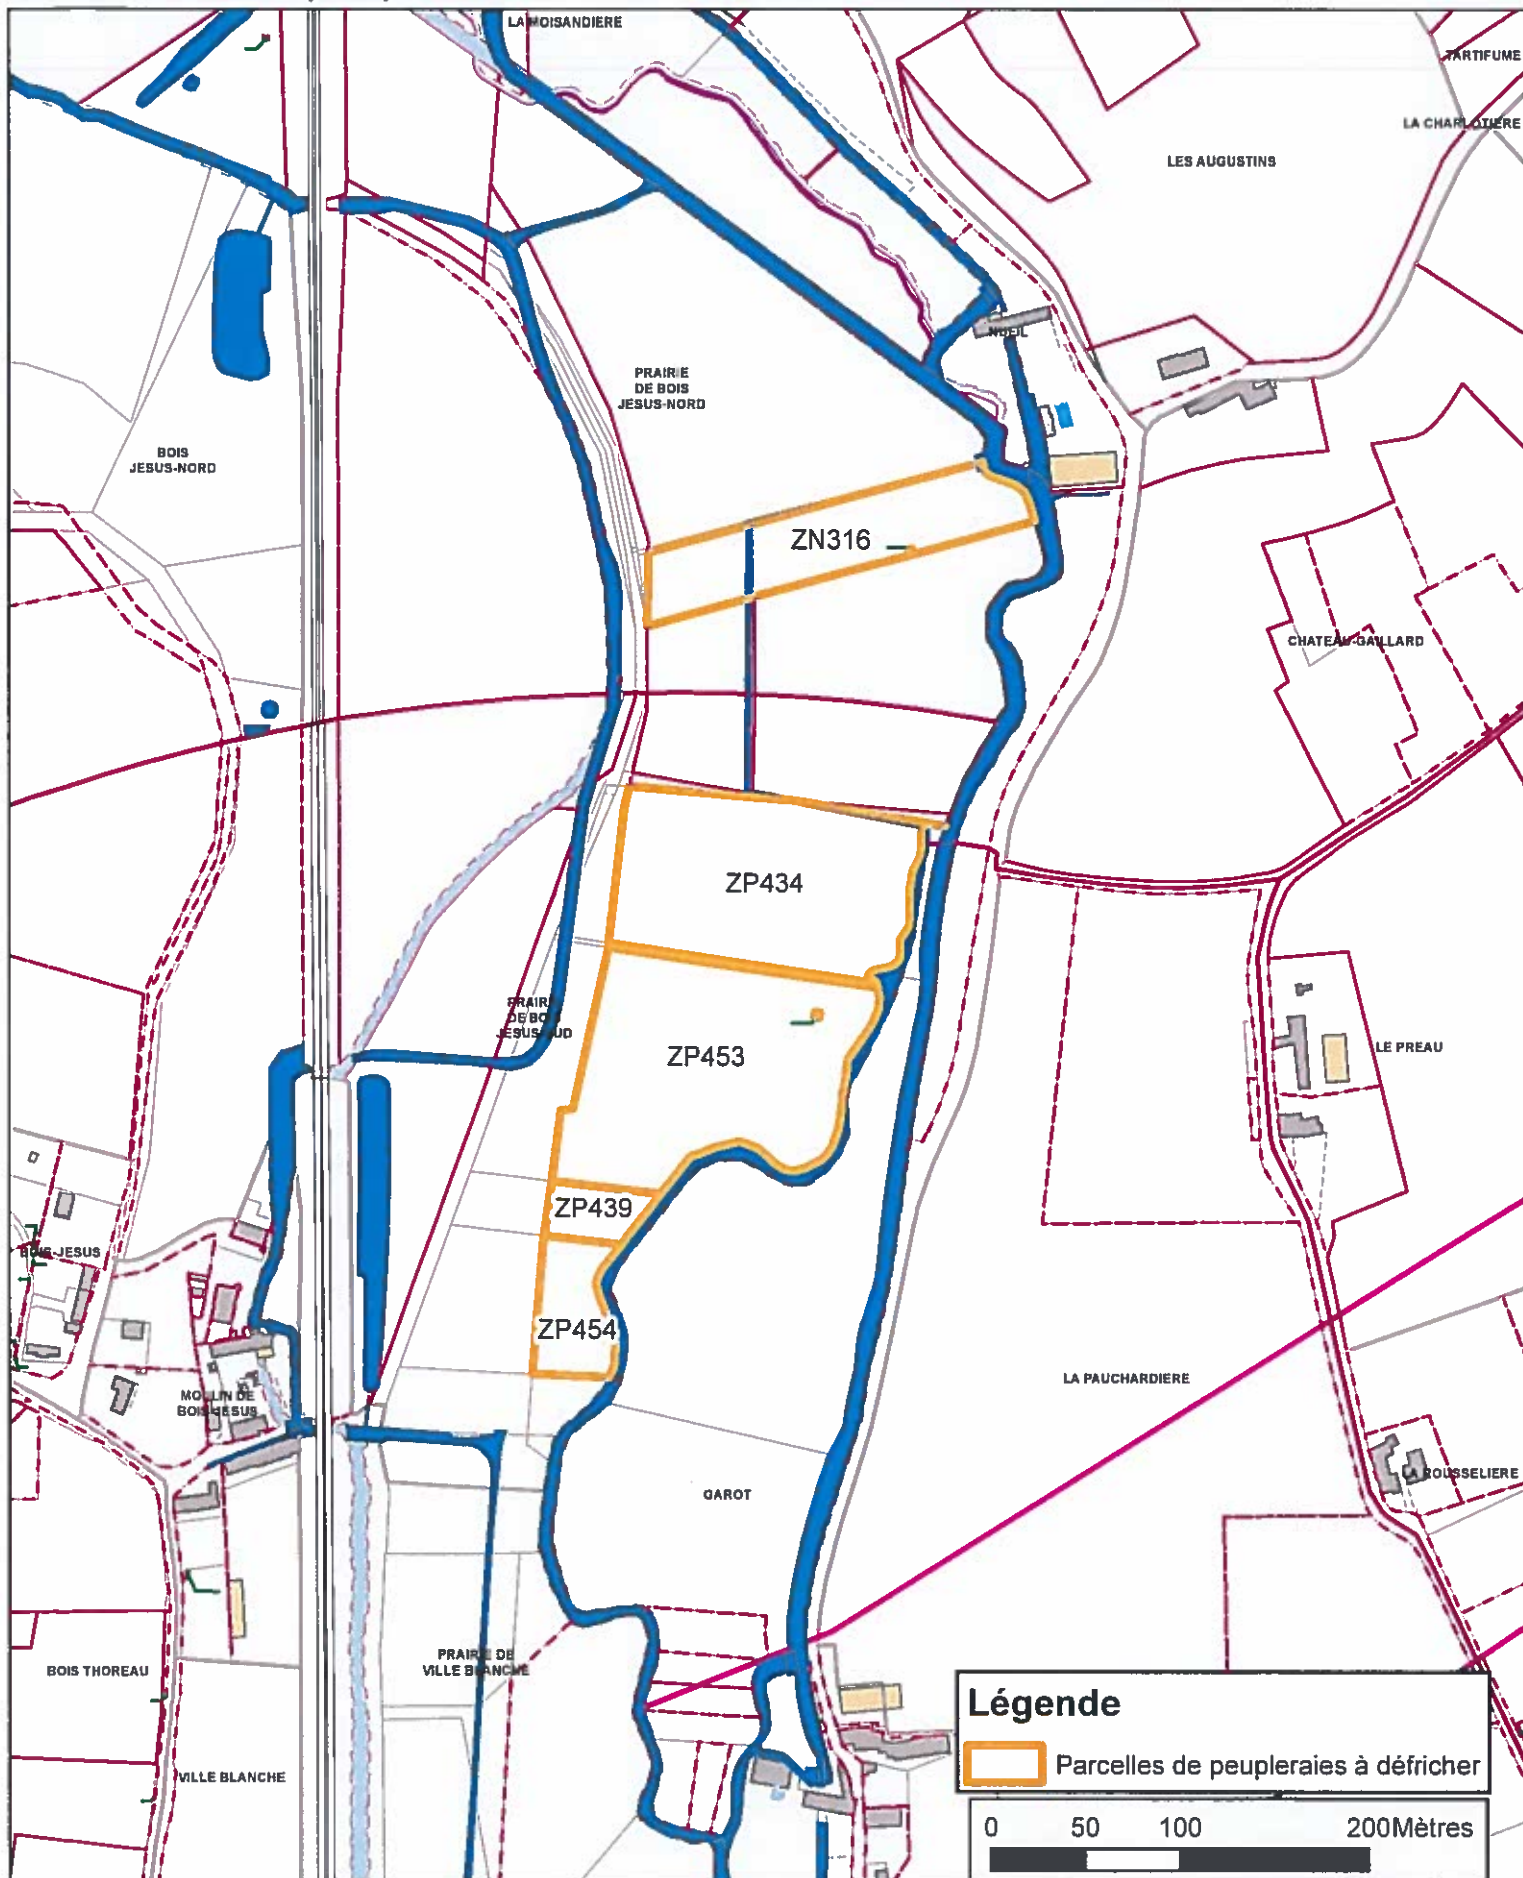 LA MOISANDIERE
TARTIFUME
LA CHARLOTIERE
LES AUGUSTINS
NUEIL
PRAIRIE
DE BOIS
JESUS-NORD
BOIS
JESUS-NORD
ZN316
CHATEAU-GAILLARD
ZP434
PRAIRIE
DE BOIS
JESUS-SUD
ZP453
LE PREAU
ZP439
BOIS-JESUS
ZP454
LA PAUCHARDIERE
MOULIN DE
BOIS-JESUS
LA ROUSSELIERE
GAROT
PRAIRIE DE
VILLE BLANCHE
BOIS THOREAU
VILLE BLANCHE
Légende
Parcelles de peupleraies à défricher
0 50 100 200Mètres